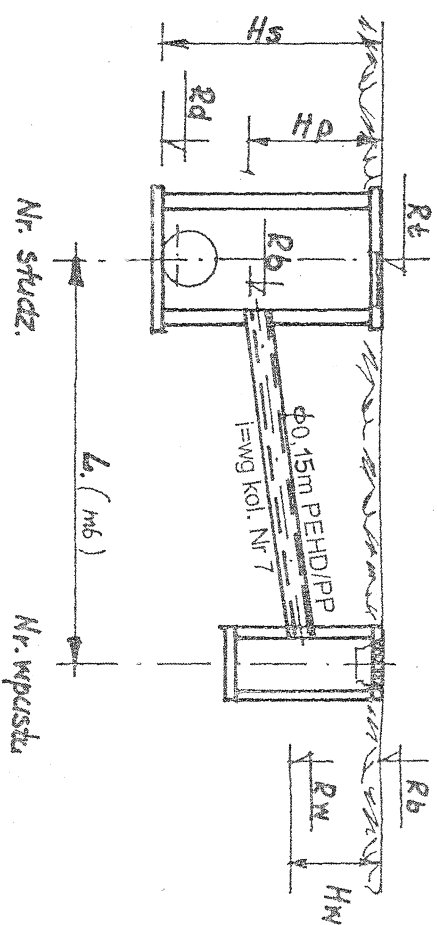 Hs
Hp
Rd
Rt
Rb
φ0,15m PEHD/PP
i=wg kol. Nr 7
Rb
Rw
Hw
Nr. studz.
L.(mb)
Nr. wpustu